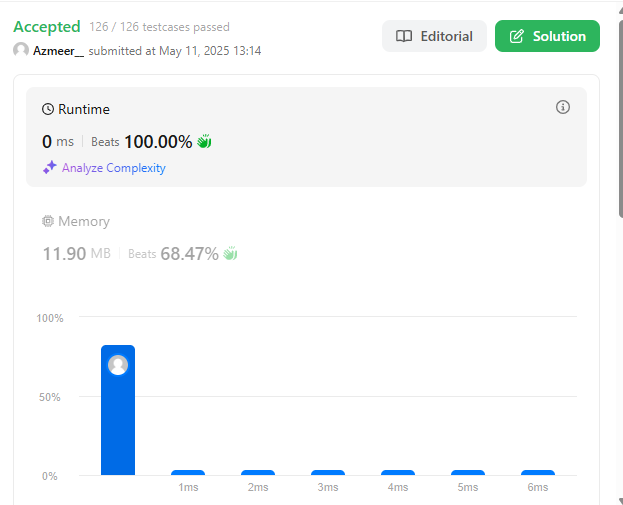 Accepted 126 / 126 testcases passed
Azmeer__ submitted at May 11, 2025 13:14
Editorial
Solution
Runtime
0 ms Beats 100.00%
Analyze Complexity
Memory
11.90 MB Beats 68.47%
100%
50%
0%
1ms 2ms 3ms 4ms 5ms 6ms